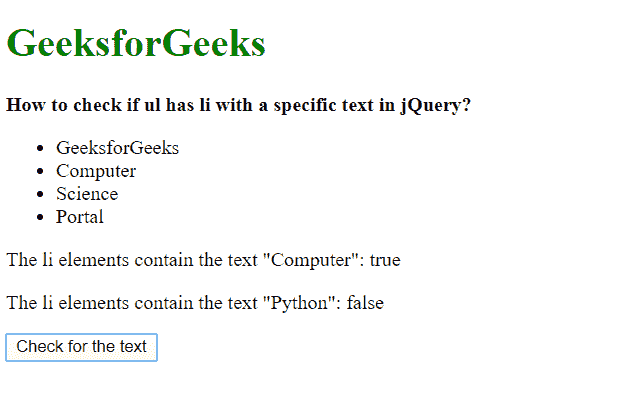 GeeksforGeeks
How to check if ul has li with a specific text in jQuery?
GeeksforGeeks
Computer
Science
Portal
The li elements contain the text "Computer": true
The li elements contain the text "Python": false
Check for the text